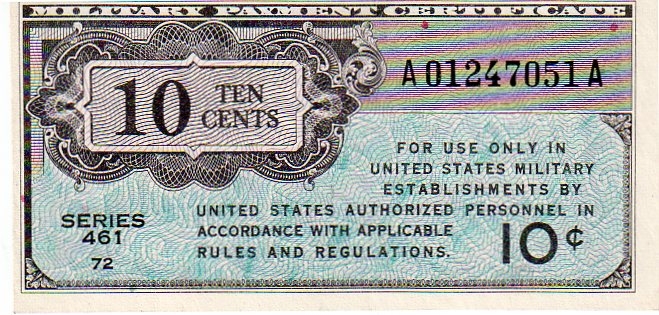 MILITARY PAYMENT CERTIFICATE
A01247051A
10 TEN
CENTS
FOR USE ONLY IN
UNITED STATES MILITARY
ESTABLISHMENTS BY
UNITED STATES AUTHORIZED PERSONNEL IN
ACCORDANCE WITH APPLICABLE
RULES AND REGULATIONS.
SERIES
461
72
10¢